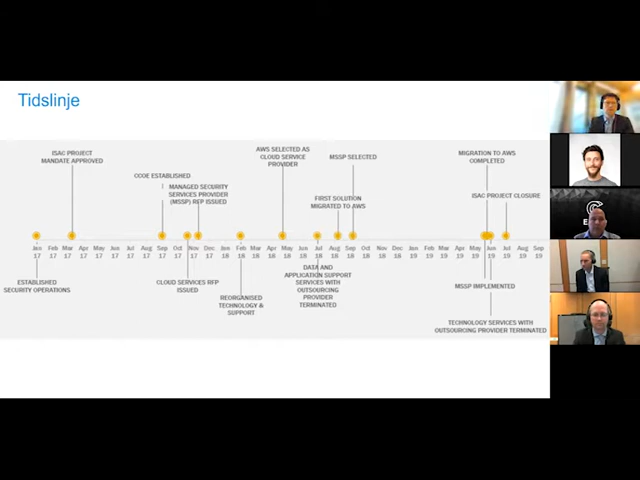 Tidslinje
ISAC PROJECT
MANDATE APPROVED
CCOE ESTABLISHED
MANAGED SECURITY
SERVICES PROVIDER
(MSSP) RFP ISSUED
AWS SELECTED AS
CLOUD SERVICE
PROVIDER
MSSP SELECTED
FIRST SOLUTION
MIGRATED TO AWS
MIGRATION TO AWS
COMPLETED
ISAC PROJECT CLOSURE
Jan Feb Mar Apr May Jun Jul Aug Sep Oct Nov Dec Jan Feb Mar Apr May Jun Jul Aug Sep Oct Nov Dec Jan Feb Mar Apr May Jun Jul Aug Sep
17 17 17 17 17 17 17 17 17 17 17 17 18 18 18 18 18 18 18 18 18 18 18 18 19 19 19 19 19 19 19 19 19
ESTABLISHED
SECURITY OPERATIONS
CLOUD SERVICES RFP
ISSUED
REORGANISED
TECHNOLOGY &
SUPPORT
DATA AND
APPLICATION SUPPORT
SERVICES WITH
OUTSOURCING
PROVIDER
TERMINATED
MSSP IMPLEMENTED
TECHNOLOGY SERVICES WITH
OUTSOURCING PROVIDER TERMINATED